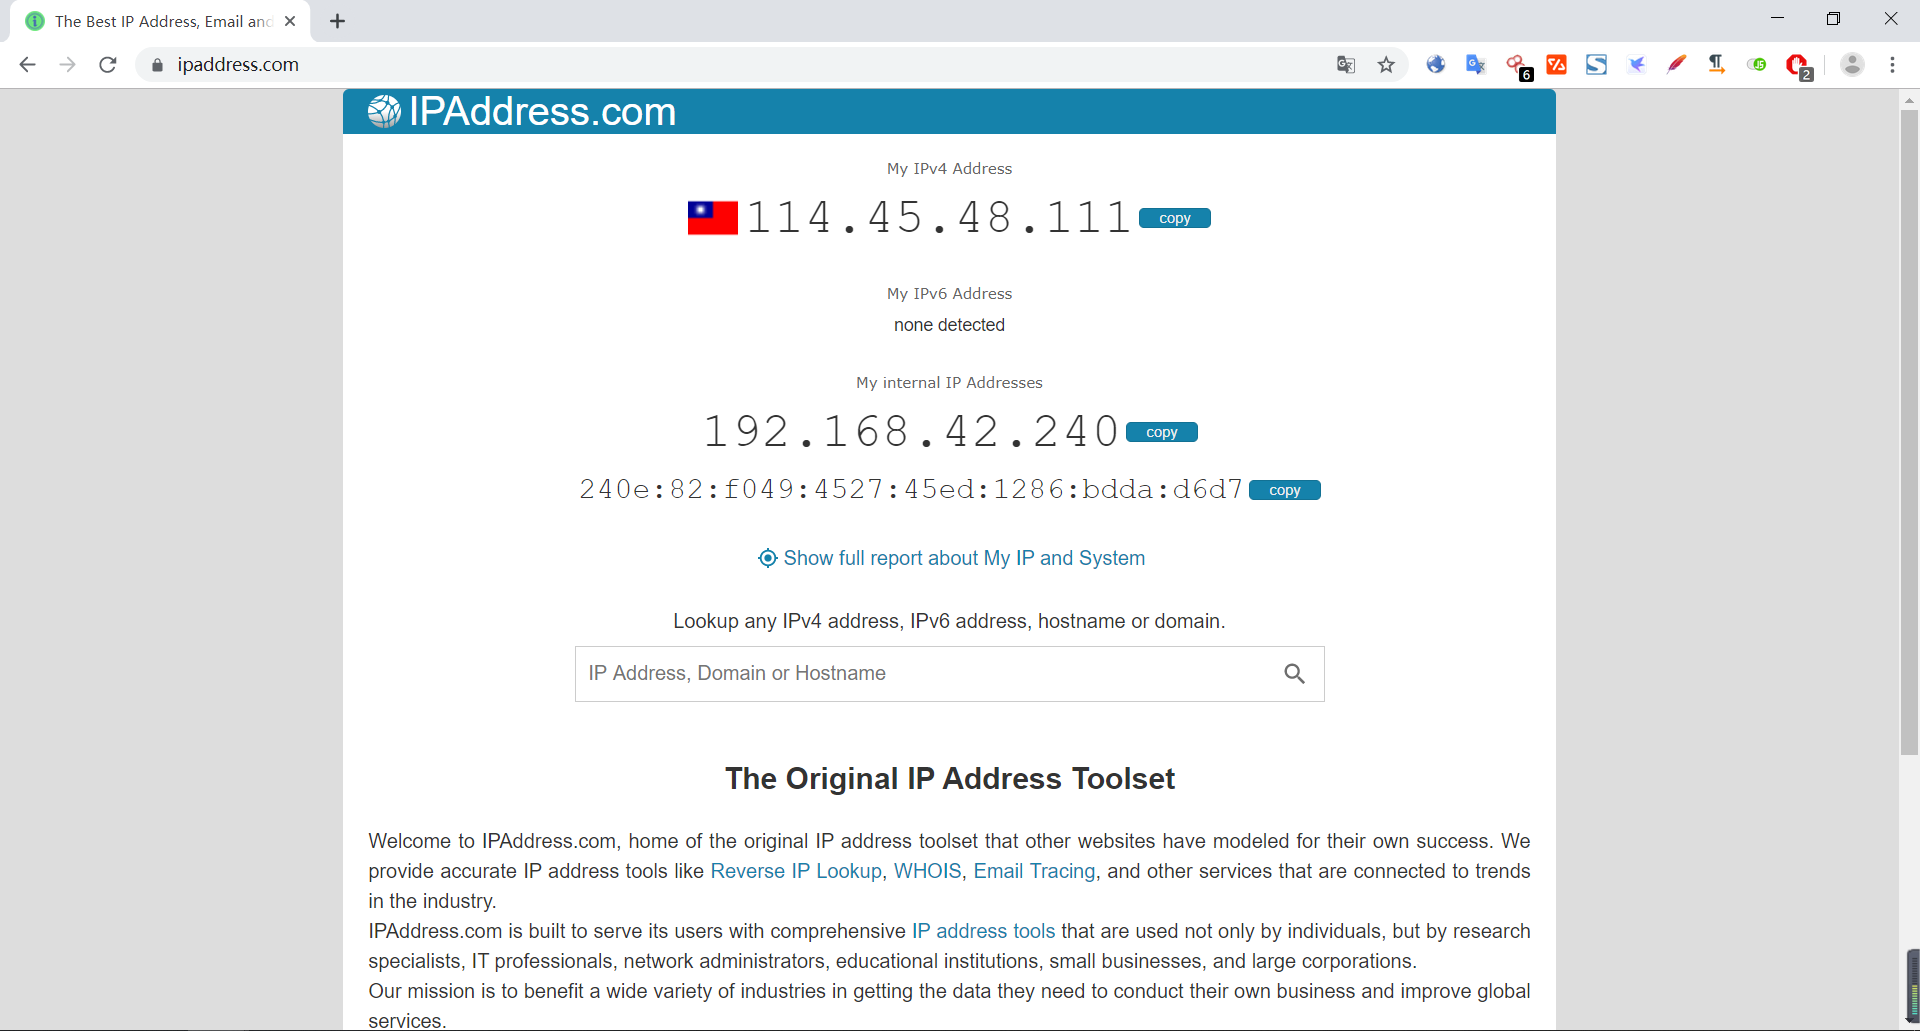 The Best IP Address, Email and
ipaddress.com
6
2
IPAddress.com
My IPv4 Address
114.45.48.111 copy
My IPv6 Address
none detected
My internal IP Addresses
192.168.42.240 copy
240e:82:f049:4527:45ed:1286:bdda:d6d7 copy
Show full report about My IP and System
Lookup any IPv4 address, IPv6 address, hostname or domain.
IP Address, Domain or Hostname
The Original IP Address Toolset
Welcome to IPAddress.com, home of the original IP address toolset that other websites have modeled for their own success. We
provide accurate IP address tools like Reverse IP Lookup, WHOIS, Email Tracing, and other services that are connected to trends
in the industry.
IPAddress.com is built to serve its users with comprehensive IP address tools that are used not only by individuals, but by research
specialists, IT professionals, network administrators, educational institutions, small businesses, and large corporations.
Our mission is to benefit a wide variety of industries in getting the data they need to conduct their own business and improve global
services.